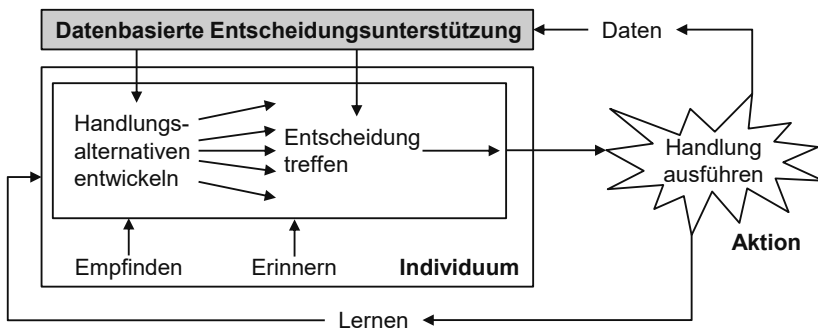 Datenbasierte Entscheidungsunterstützung
Daten
Handlungs-
alternativen
entwickeln
Entscheidung
treffen
Handlung
ausführen
Aktion
Empfinden
Erinnern
Individuum
Lernen